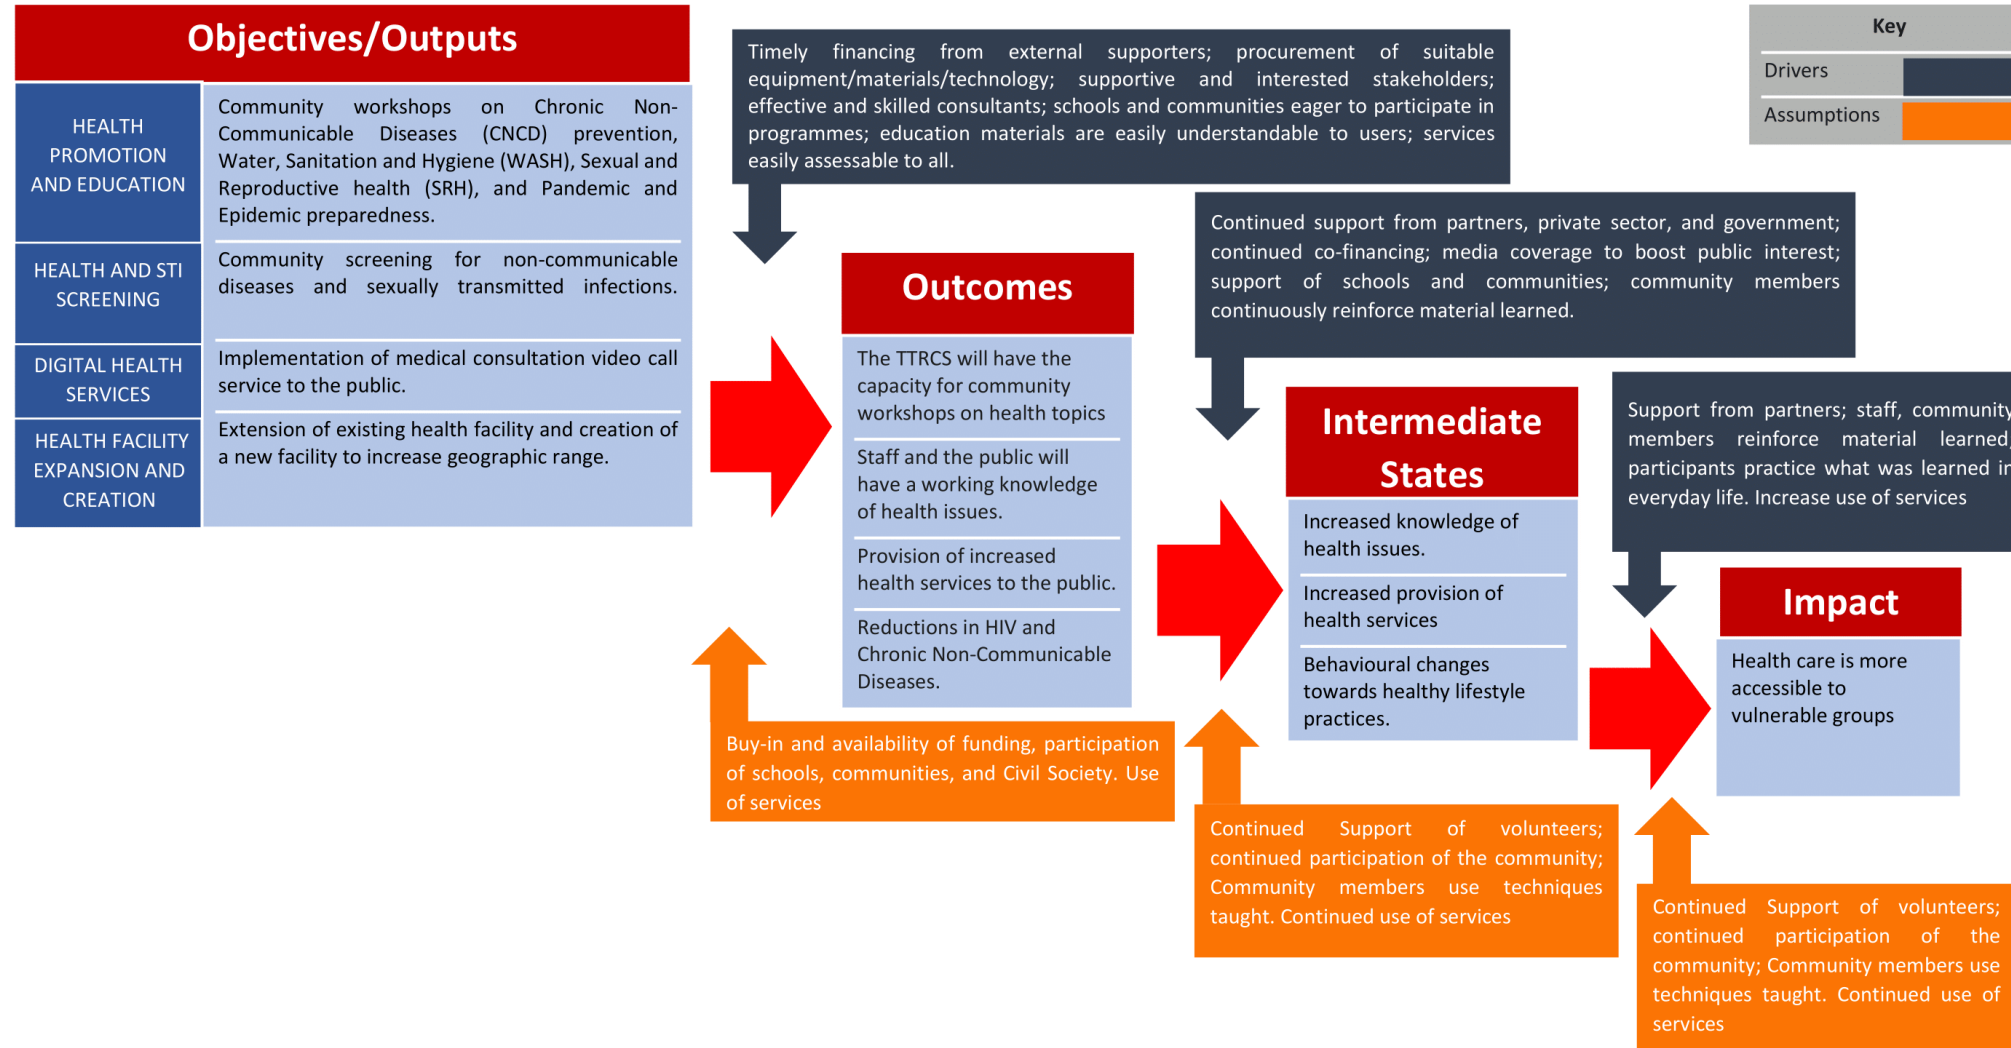 Objectives/Outputs
HEALTH
PROMOTION
AND EDUCATION
Community workshops on Chronic Non-
Communicable Diseases (CNCD) prevention,
Water, Sanitation and Hygiene (WASH), Sexual and
Reproductive health (SRH), and Pandemic and
Epidemic preparedness.
HEALTH AND STI
SCREENING
Community screening for non-communicable
diseases and sexually transmitted infections.
DIGITAL HEALTH
SERVICES
Implementation of medical consultation video call
service to the public.
HEALTH FACILITY
EXPANSION AND
CREATION
Extension of existing health facility and creation of
a new facility to increase geographic range.
Timely financing from external supporters; procurement of suitable
equipment/materials/technology; supportive and interested stakeholders;
effective and skilled consultants; schools and communities eager to participate in
programmes; education materials are easily understandable to users; services
easily assessable to all.
Key
Drivers
Assumptions
Outcomes
The TTRCS will have the
capacity for community
workshops on health topics
Staff and the public will
have a working knowledge
of health issues.
Provision of increased
health services to the public.
Reductions in HIV and
Chronic Non-Communicable
Diseases.
Buy-in and availability of funding, participation
of schools, communities, and Civil Society. Use
of services
Continued support from partners, private sector, and government;
continued co-financing; media coverage to boost public interest;
support of schools and communities; community members
continuously reinforce material learned.
Intermediate
States
Increased knowledge of
health issues.
Increased provision of
health services
Behavioural changes
towards healthy lifestyle
practices.
Continued Support of volunteers;
continued participation of the community;
Community members use techniques
taught. Continued use of services
Support from partners; staff, community
members reinforce material learned,
participants practice what was learned in
everyday life. Increase use of services
Impact
Health care is more
accessible to
vulnerable groups
Continued Support of volunteers;
continued participation of the
community; Community members use
techniques taught. Continued use of
services